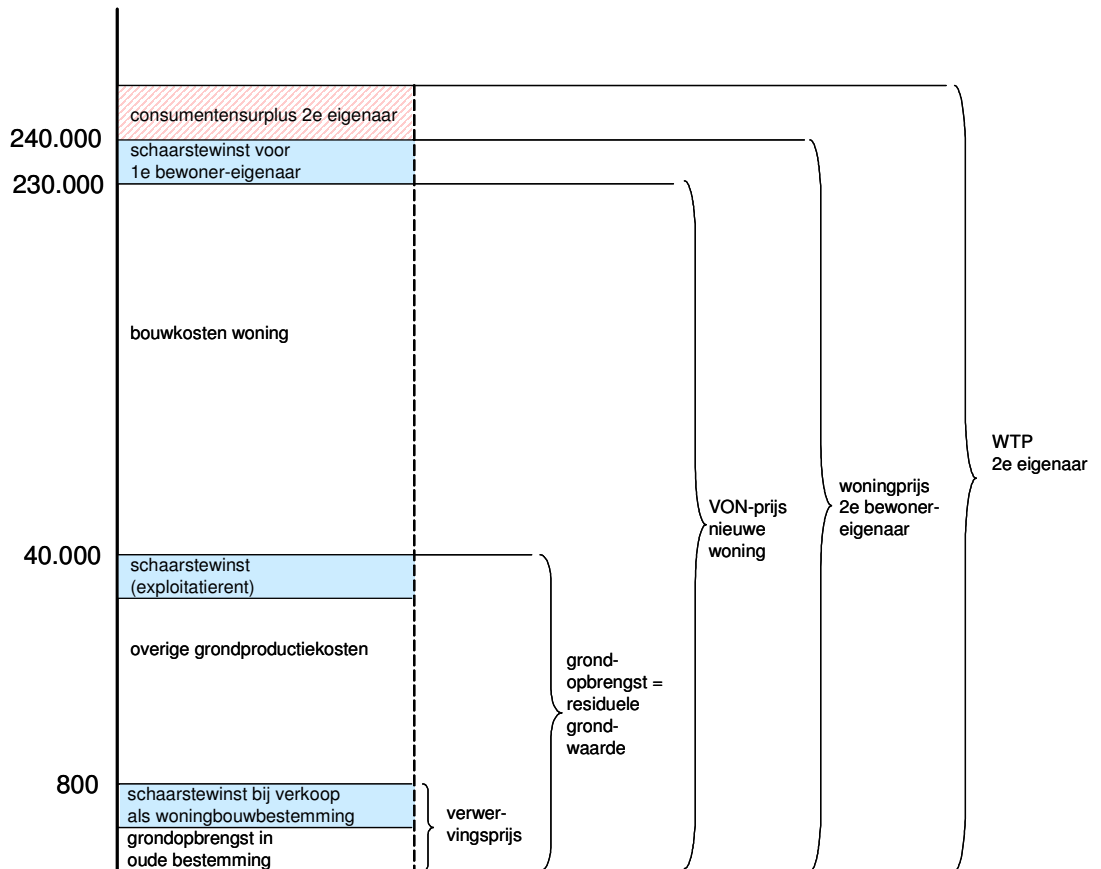 consumentensurplus 2e eigenaar
240.000
schaarstewinst voor
1e bewoner-eigenaar
230.000
bouwkosten woning
WTP
2e eigenaar
woningprijs
2e bewoner-
eigenaar
VON-prijs
nieuwe
woning
40.000
schaarstewinst
(exploitatierent)
overige grondproductiekosten
grond-
opbrengst =
residuele
grond-
waarde
800
schaarstewinst bij verkoop
als woningbouwbestemming
verwer-
vingsprijs
grondopbrengst in
oude bestemming